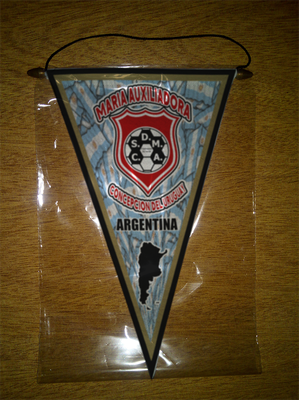 MARIA AUXILIADORA
D.
S. M.
C. A.
CONCEPCION DEL URUGUAY
ARGENTINA